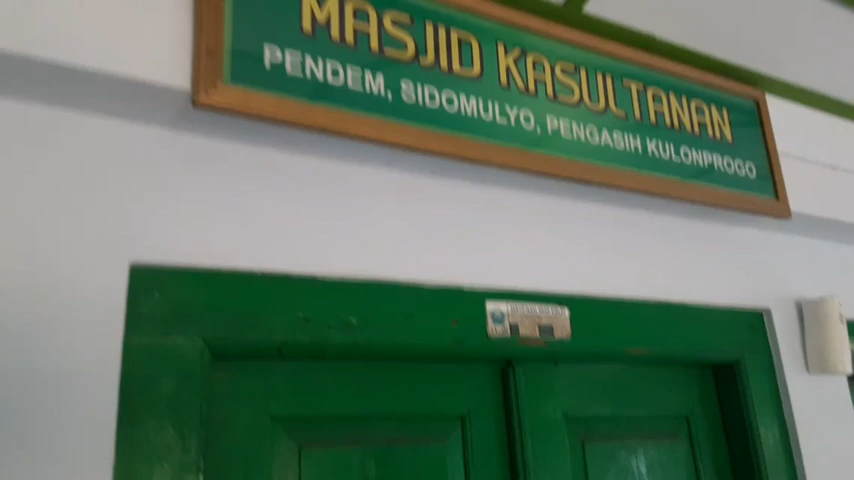 MASJID KASULTANAN
PENDEM, SIDOMULYO, PENGASIH KULONPROGO